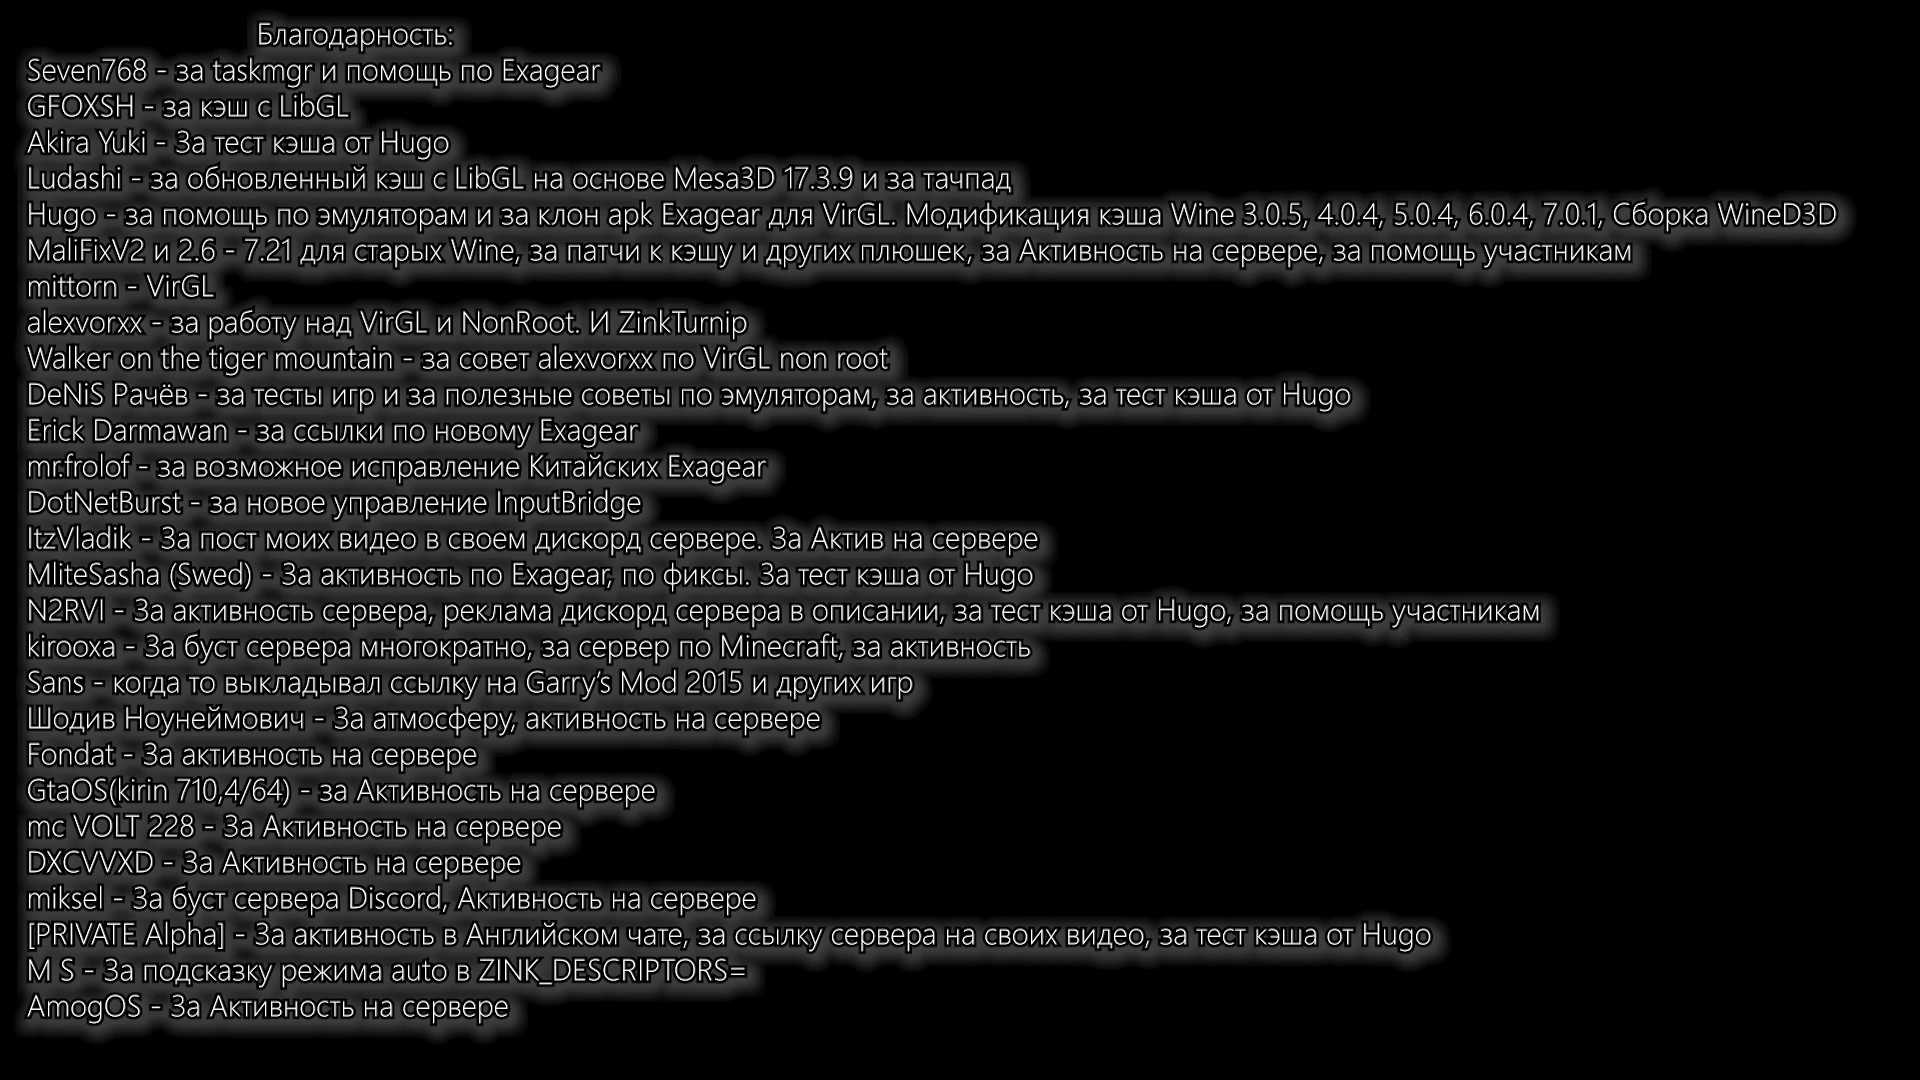 Благодарность:
Seven768 - за taskmgr и помощь по Exagear
GFOXSH - за кэш с LibGL
Akira Yuki - За тест кэша от Hugo
Ludashi - за обновленный кэш с LibGL на основе Mesa3D 17.3.9 и за тачпад
Hugo - за помощь по эмуляторам и за клон apk Exagear для VirGL. Модификация кэша Wine 3.0.5, 4.0.4, 5.0.4, 6.0.4, 7.0.1, Сборка WineD3D
MaliFixV2 и 2.6 - 7.21 для старых Wine, за патчи к кэшу и других плюшек, за Активность на сервере, за помощь участникам
mittorn - VirGL
alexvorxx - за работу над VirGL и NonRoot. И ZinkTurnip
Walker on the tiger mountain - за совет alexvorxx по VirGL non root
DeNiS Рачёв - за тесты игр и за полезные советы по эмуляторам, за активность, за тест кэша от Hugo
Erick Darmawan - за ссылки по новому Exagear
mr.frolof - за возможное исправление Китайских Exagear
DotNetBurst - за новое управление InputBridge
ItzVladik - За пост моих видео в своем дискорд сервере. За Актив на сервере
MliteSasha (Swed) - За активность по Exagear, по фиксы. За тест кэша от Hugo
N2RVI - За активность сервера, реклама дискорд сервера в описании, за тест кэша от Hugo, за помощь участникам
kirooxa - За буст сервера многократно, за сервер по Minecraft, за активность
Sans - когда то выкладывал ссылку на Garry’s Mod 2015 и других игр
Шодив Ноунеймович - За атмосферу, активность на сервере
Fondat - За активность на сервере
GtaOS(kirin 710,4/64) - за Активность на сервере
mc VOLT 228 - За Активность на сервере
DXCVVXD - За Активность на сервере
miksel - За буст сервера Discord, Активность на сервере
[PRIVATE Alpha] - За активность в Английском чате, за ссылку сервера на своих видео, за тест кэша от Hugo
M S - За подсказку режима auto в ZINK_DESCRIPTORS=
AmogOS - За Активность на сервере